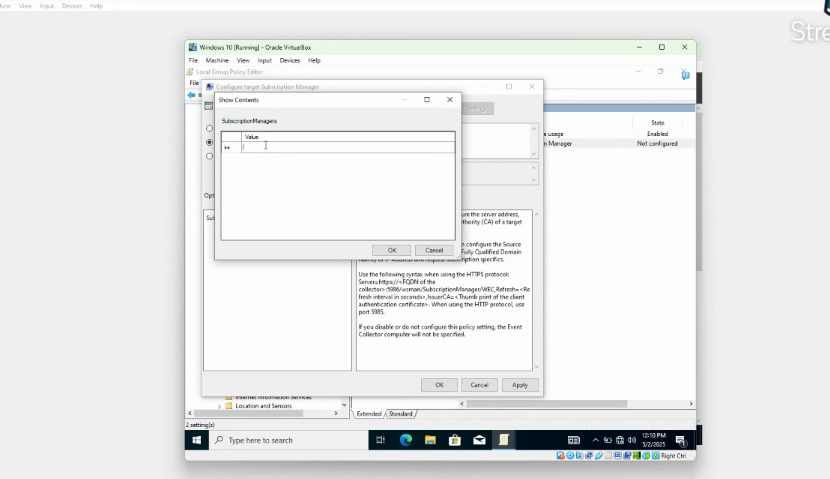 View Input Devices Help
Stre
Windows 10 [Running] - Oracle VirtualBox
File Machine View Input Devices Help
Local Group Policy Editor
File
Configure target Subscription Manager
Show Contents
Setting
SubscriptionManagers
Value
State
usage Enabled
Manager Not configured
OK Cancel
ure the server address,
thority (CA) of a target
configure the Source
Fully Qualified Domain
Use the following syntax when using the HTTPS protocol:
Server=https://<FQDN of the
collector>:5986/wsman/SubscriptionManager/WEC,Refresh=<Re
fresh interval in seconds>,IssuerCA=<Thumb print of the client
authentication certificate>. When using the HTTP protocol, use
port 5985.
If you disable or do not configure this policy setting, the Event
Collector computer will not be specified.
OK Cancel Apply
Internet Information Services
Location and Sensors
Extended Standard
2 setting(s)
Type here to search
12:10 PM
5/2/2025
Right Ctrl